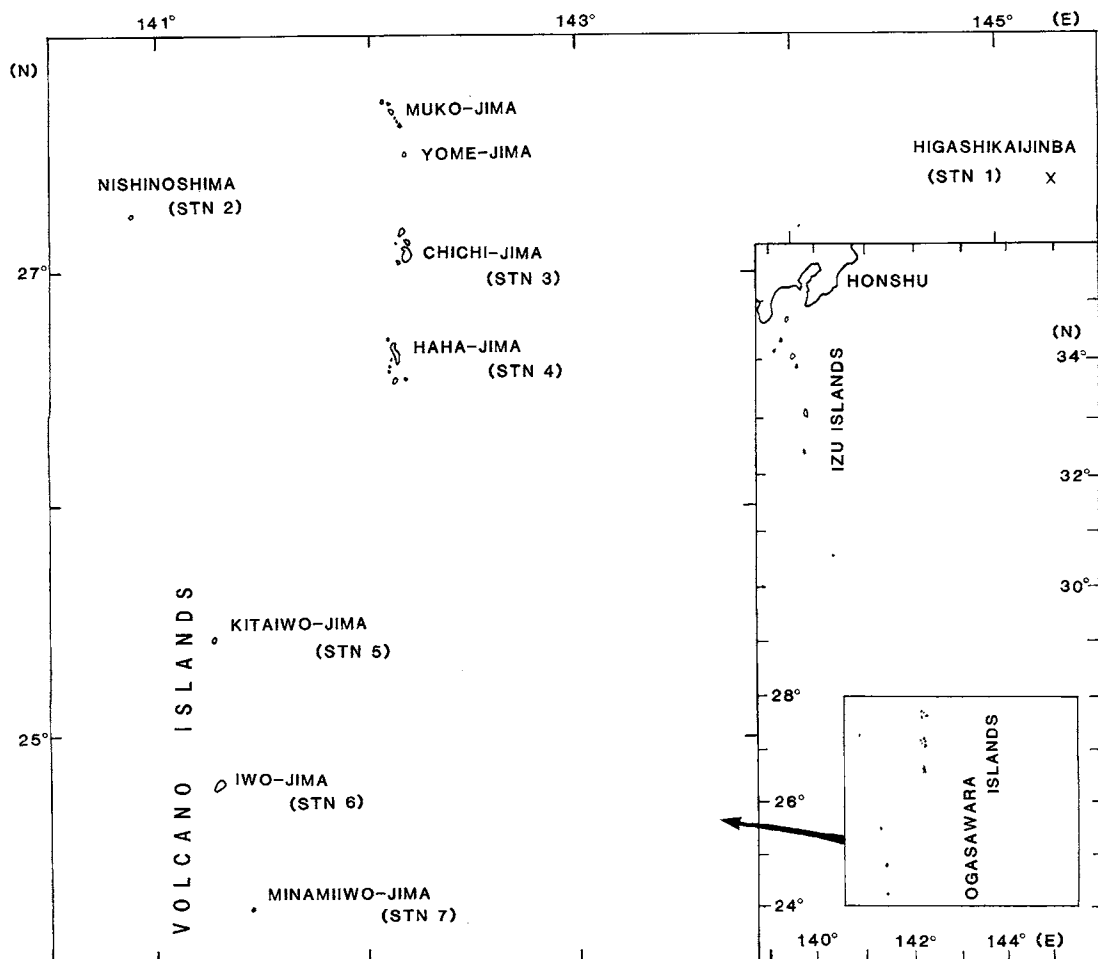 141°
143°
145° (E)
(N)
MUKO-JIMA
YOME-JIMA
HIGASHIKAIJINBA
(STN 1)
X
NISHINOSHIMA
(STN 2)
CHICHI-JIMA
(STN 3)
27°
HONSHU
HAHA-JIMA
(STN 4)
(N)
34°
IZU ISLANDS
32°
30°
KITAIWO-JIMA
(STN 5)
VOLCANO ISLANDS
28°
25°
IWO-JIMA
(STN 6)
OGASAWARA
ISLANDS
26°
MINAMIIWO-JIMA
(STN 7)
24°
140°
142°
144° (E)